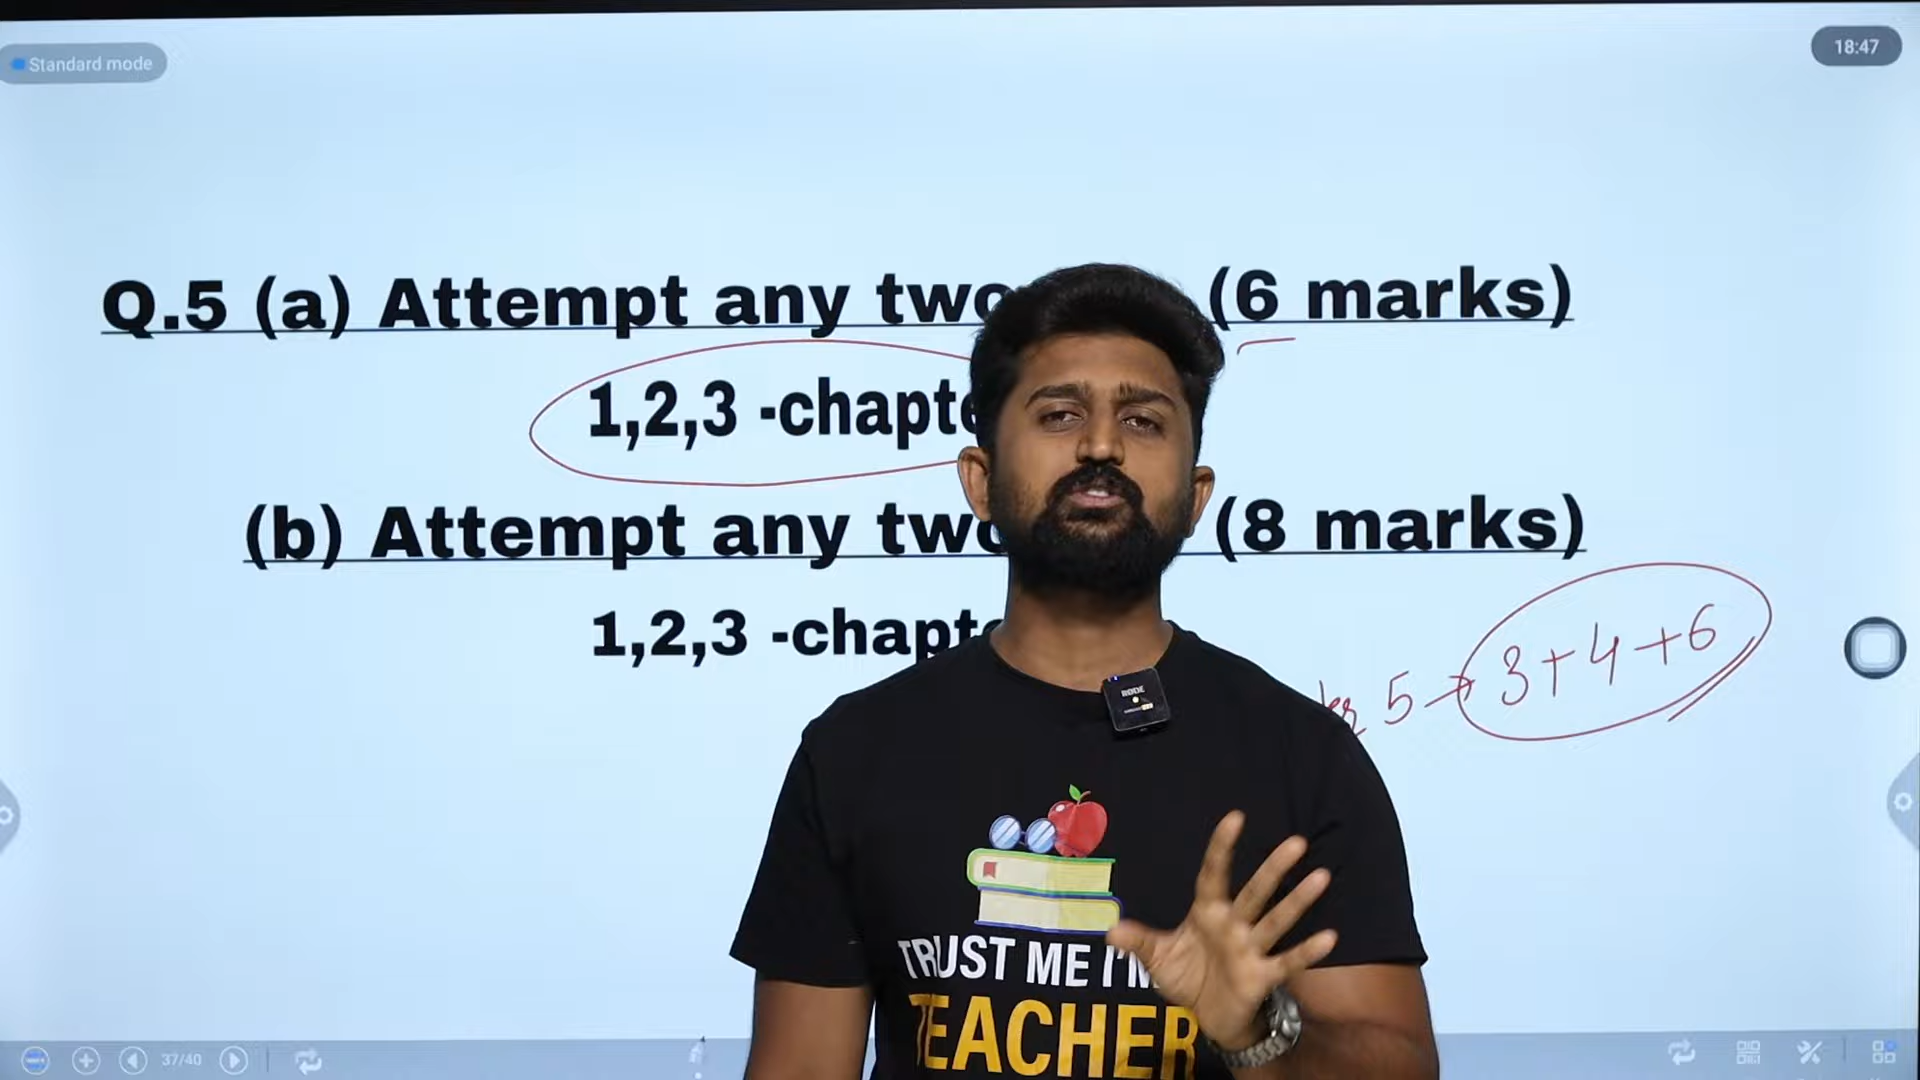 Standard mode
18:47
Q.5 (a) Attempt any two (6 marks)
1,2,3 -chapte
(b) Attempt any two (8 marks)
1,2,3 -chapt
5 → 3+4+6
RODE
TRUST ME I'M
TEACHER
37/40